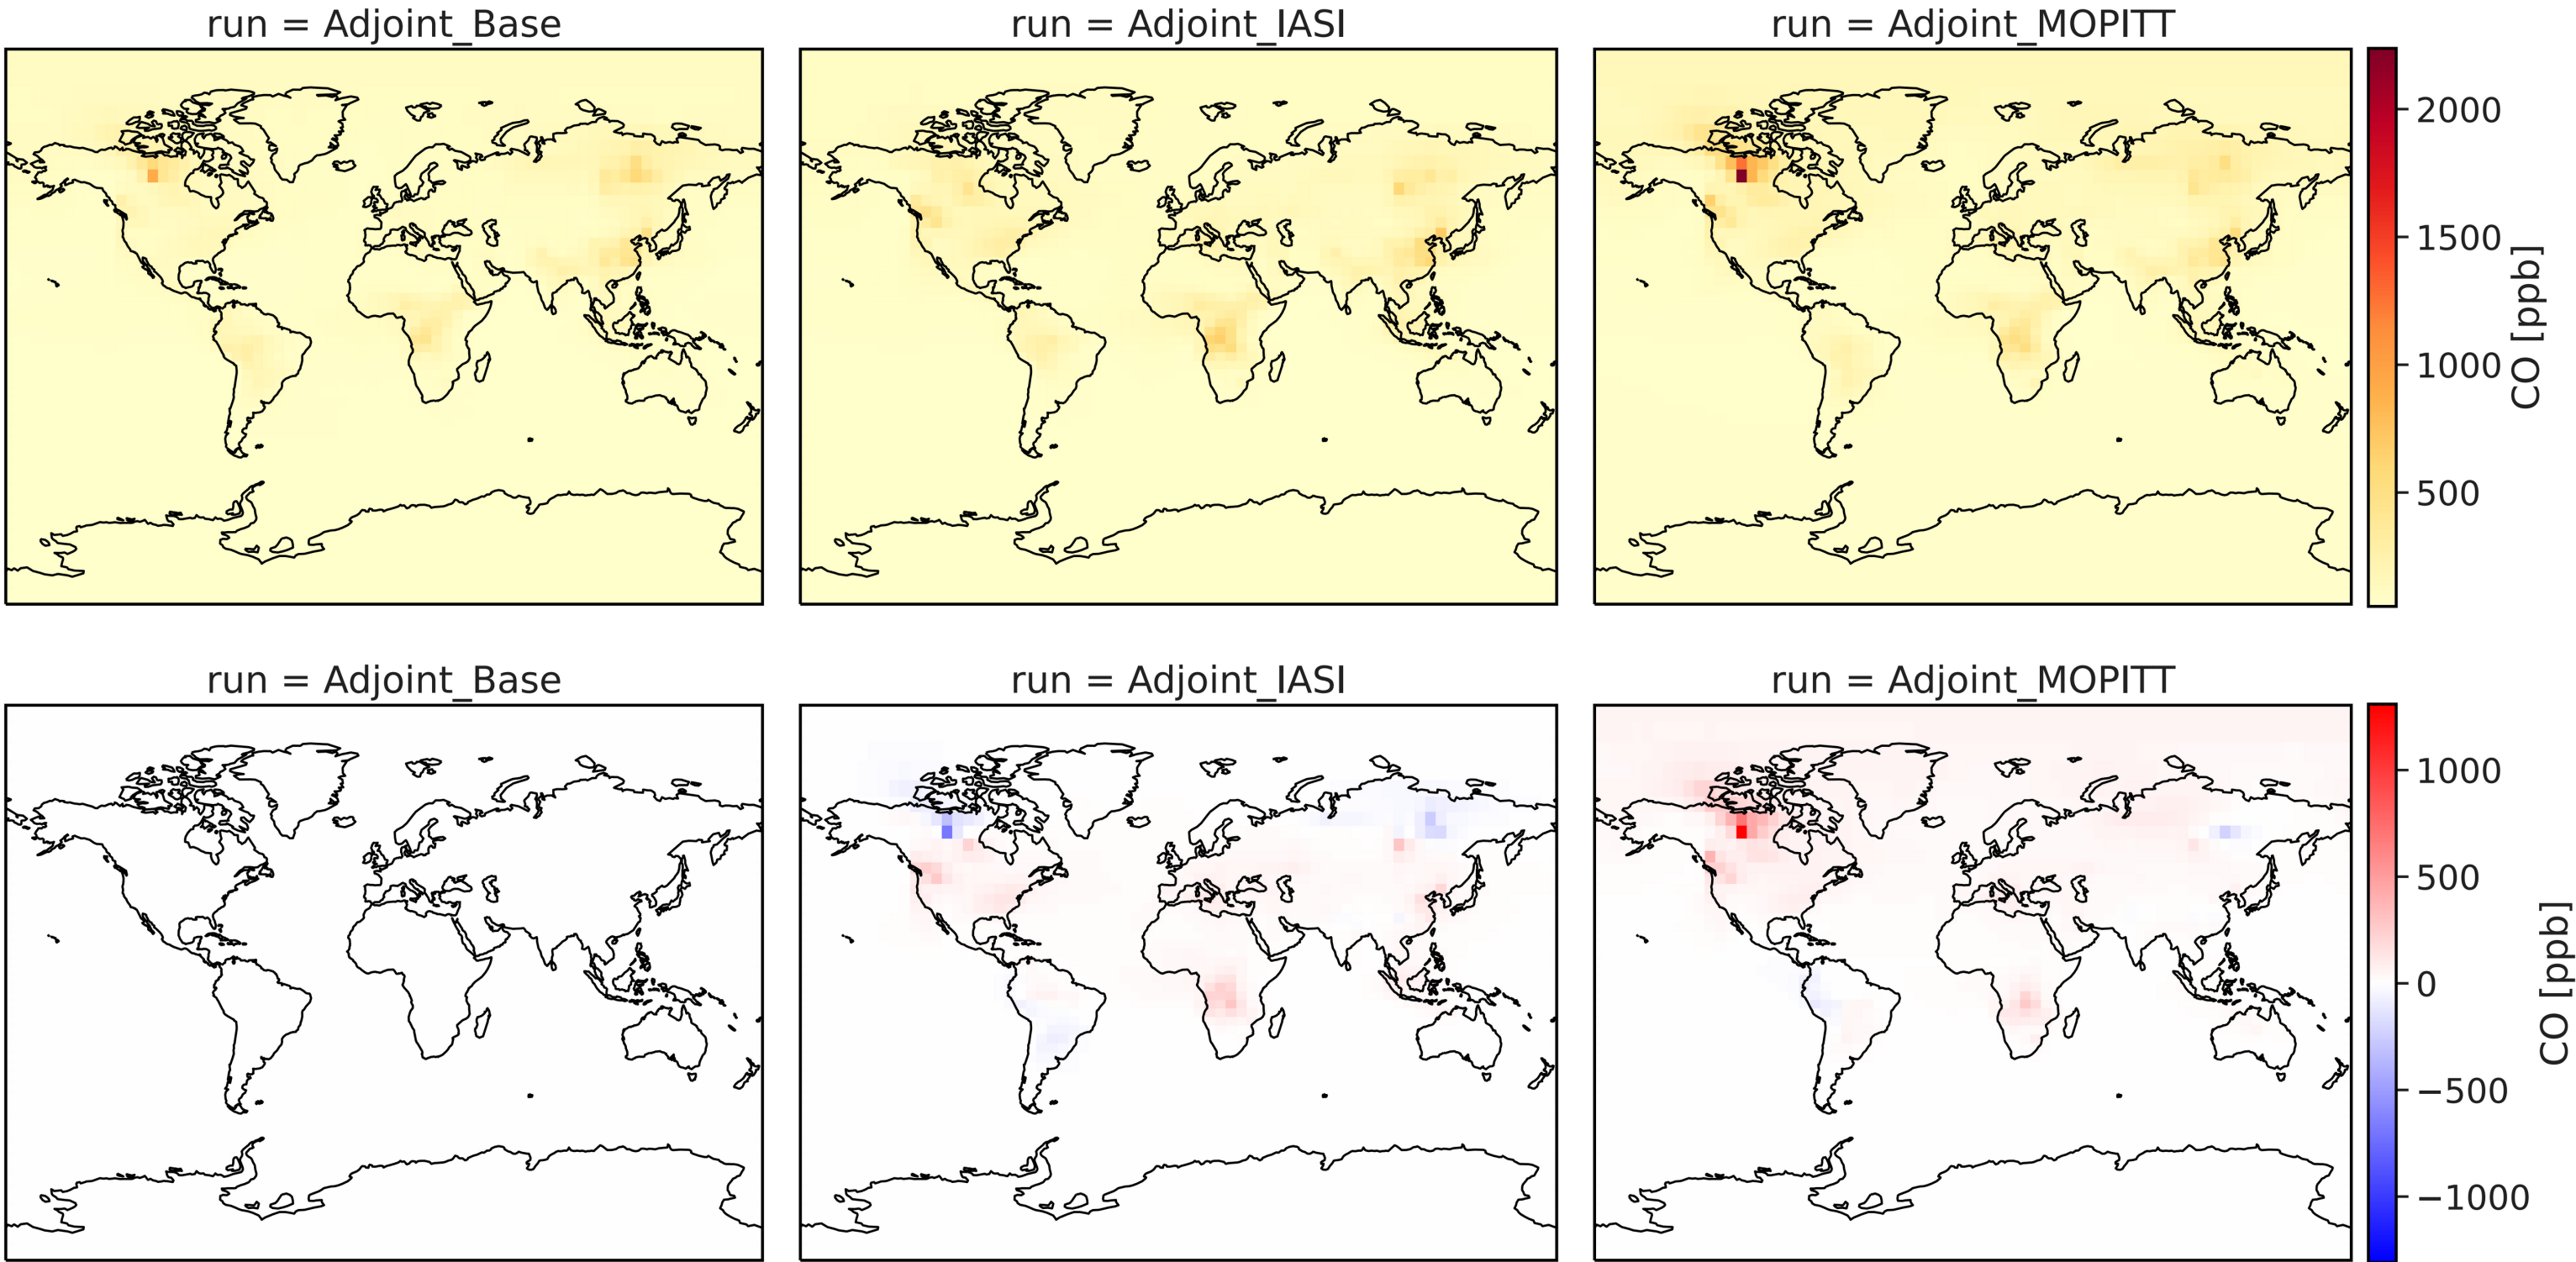 run = Adjoint_Base
run = Adjoint_IASI
run = Adjoint_MOPITT
2000
1500
1000
500
CO [ppb]
run = Adjoint_Base
run = Adjoint_IASI
run = Adjoint_MOPITT
1000
500
0
−500
−1000
CO [ppb]